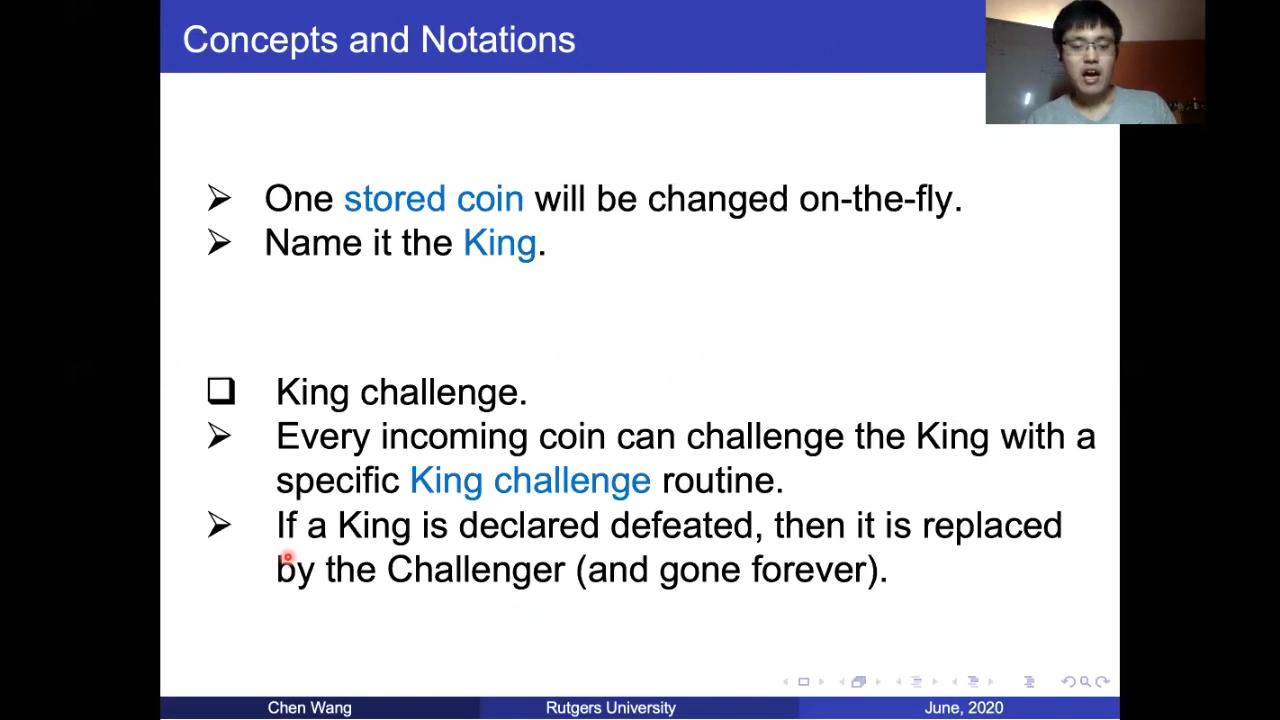 Concepts and Notations
One stored coin will be changed on-the-fly.
Name it the King.
King challenge.
Every incoming coin can challenge the King with a
specific King challenge routine.
If a King is declared defeated, then it is replaced
by the Challenger (and gone forever).
Chen Wang
Rutgers University
June, 2020